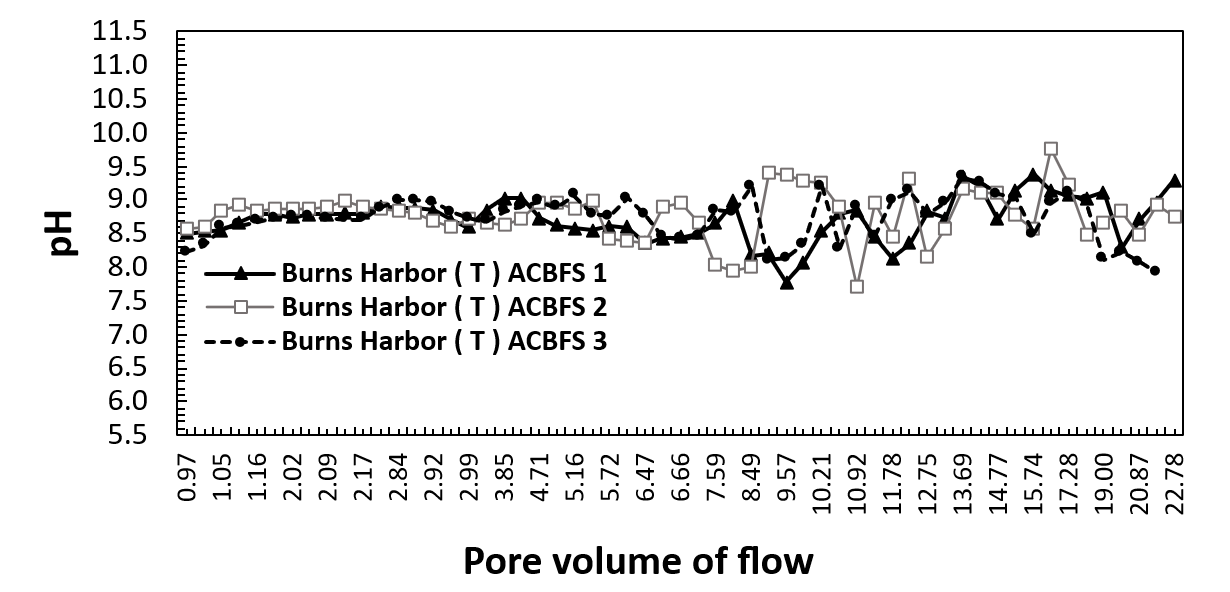 11.5
11.0
10.5
10.0
9.5
9.0
8.5
8.0
7.5
7.0
6.5
6.0
5.5
pH
Burns Harbor ( T ) ACBFS 1
Burns Harbor ( T ) ACBFS 2
Burns Harbor ( T ) ACBFS 3
0.97 1.05 1.16 2.02 2.09 2.17 2.84 2.92 2.99 3.85 4.71 5.16 5.72 6.47 6.66 7.59 8.49 9.57 10.21 10.92 11.78 12.75 13.69 14.77 15.74 17.28 19.00 20.87 22.78
Pore volume of flow